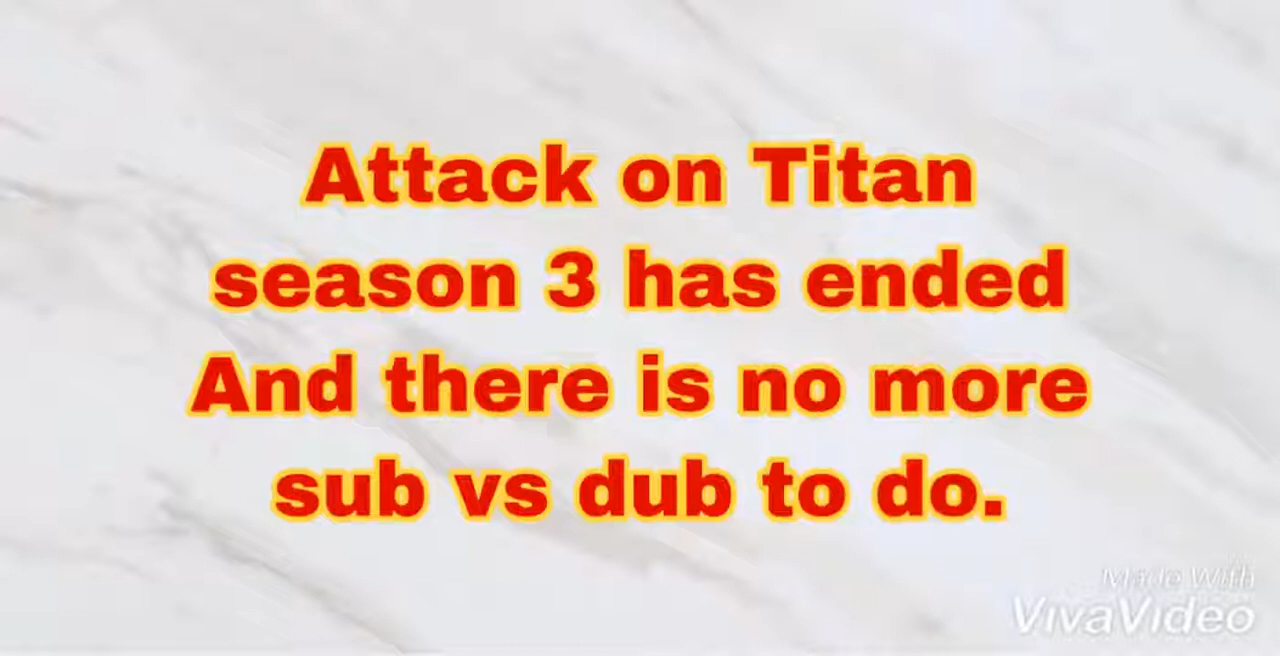 Attack on Titan
season 3 has ended
And there is no more
sub vs dub to do.
Made With
VivaVideo